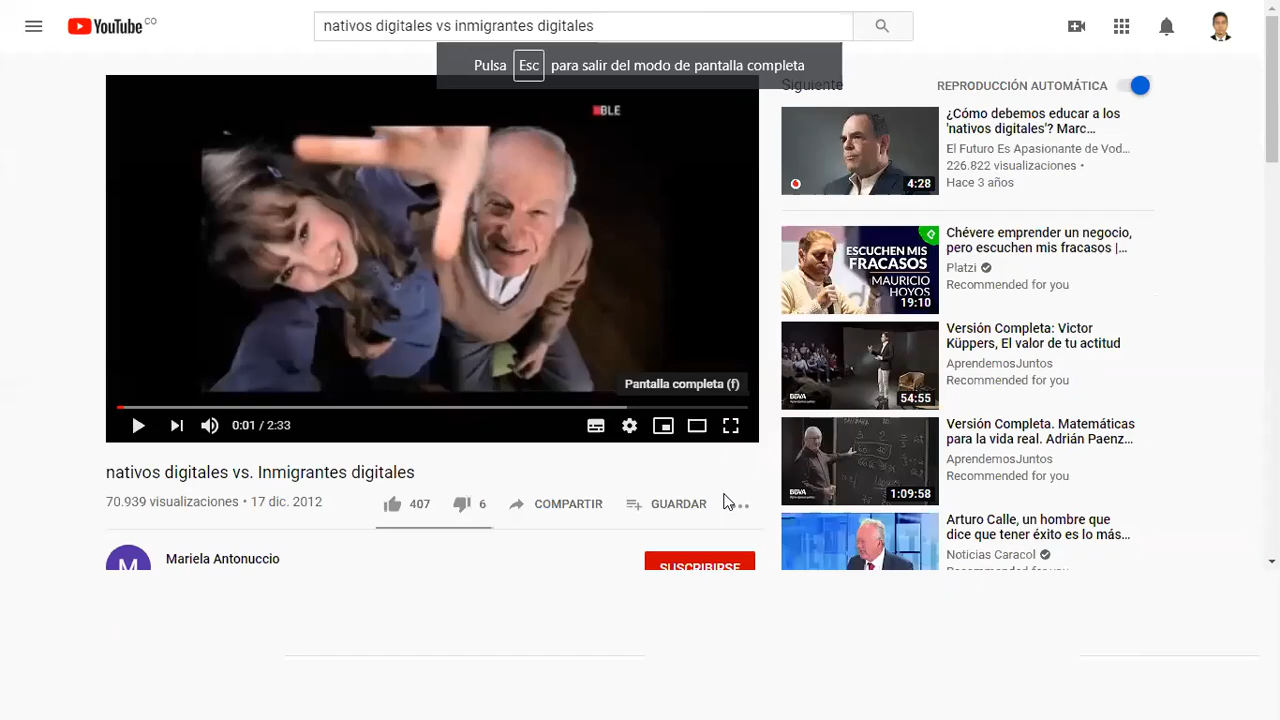 YouTube CO
nativos digitales vs inmigrantes digitales
Pulsa Esc para salir del modo de pantalla completa
BLE
Pantalla completa (f)
0:01 / 2:33
nativos digitales vs. Inmigrantes digitales
70.939 visualizaciones • 17 dic. 2012
407
6
COMPARTIR
GUARDAR
M
Mariela Antonuccio
SUSCRIBIRSE
Siguiente
REPRODUCCIÓN AUTOMÁTICA
4:28
¿Cómo debemos educar a los
'nativos digitales'? Marc...
El Futuro Es Apasionante de Vod...
226.822 visualizaciones •
Hace 3 años
ESCUCHEN MIS
FRACASOS
MAURICIO
HOYOS
19:10
Chévere emprender un negocio,
pero escuchen mis fracasos |...
Platzi
Recommended for you
BBVA
54:55
Versión Completa: Victor
Küppers, El valor de tu actitud
AprendemosJuntos
Recommended for you
BBVA
1:09:58
Versión Completa. Matemáticas
para la vida real. Adrián Paenz...
AprendemosJuntos
Recommended for you
Arturo Calle, un hombre que
dice que tener éxito es lo más...
Noticias Caracol
Recommended for you